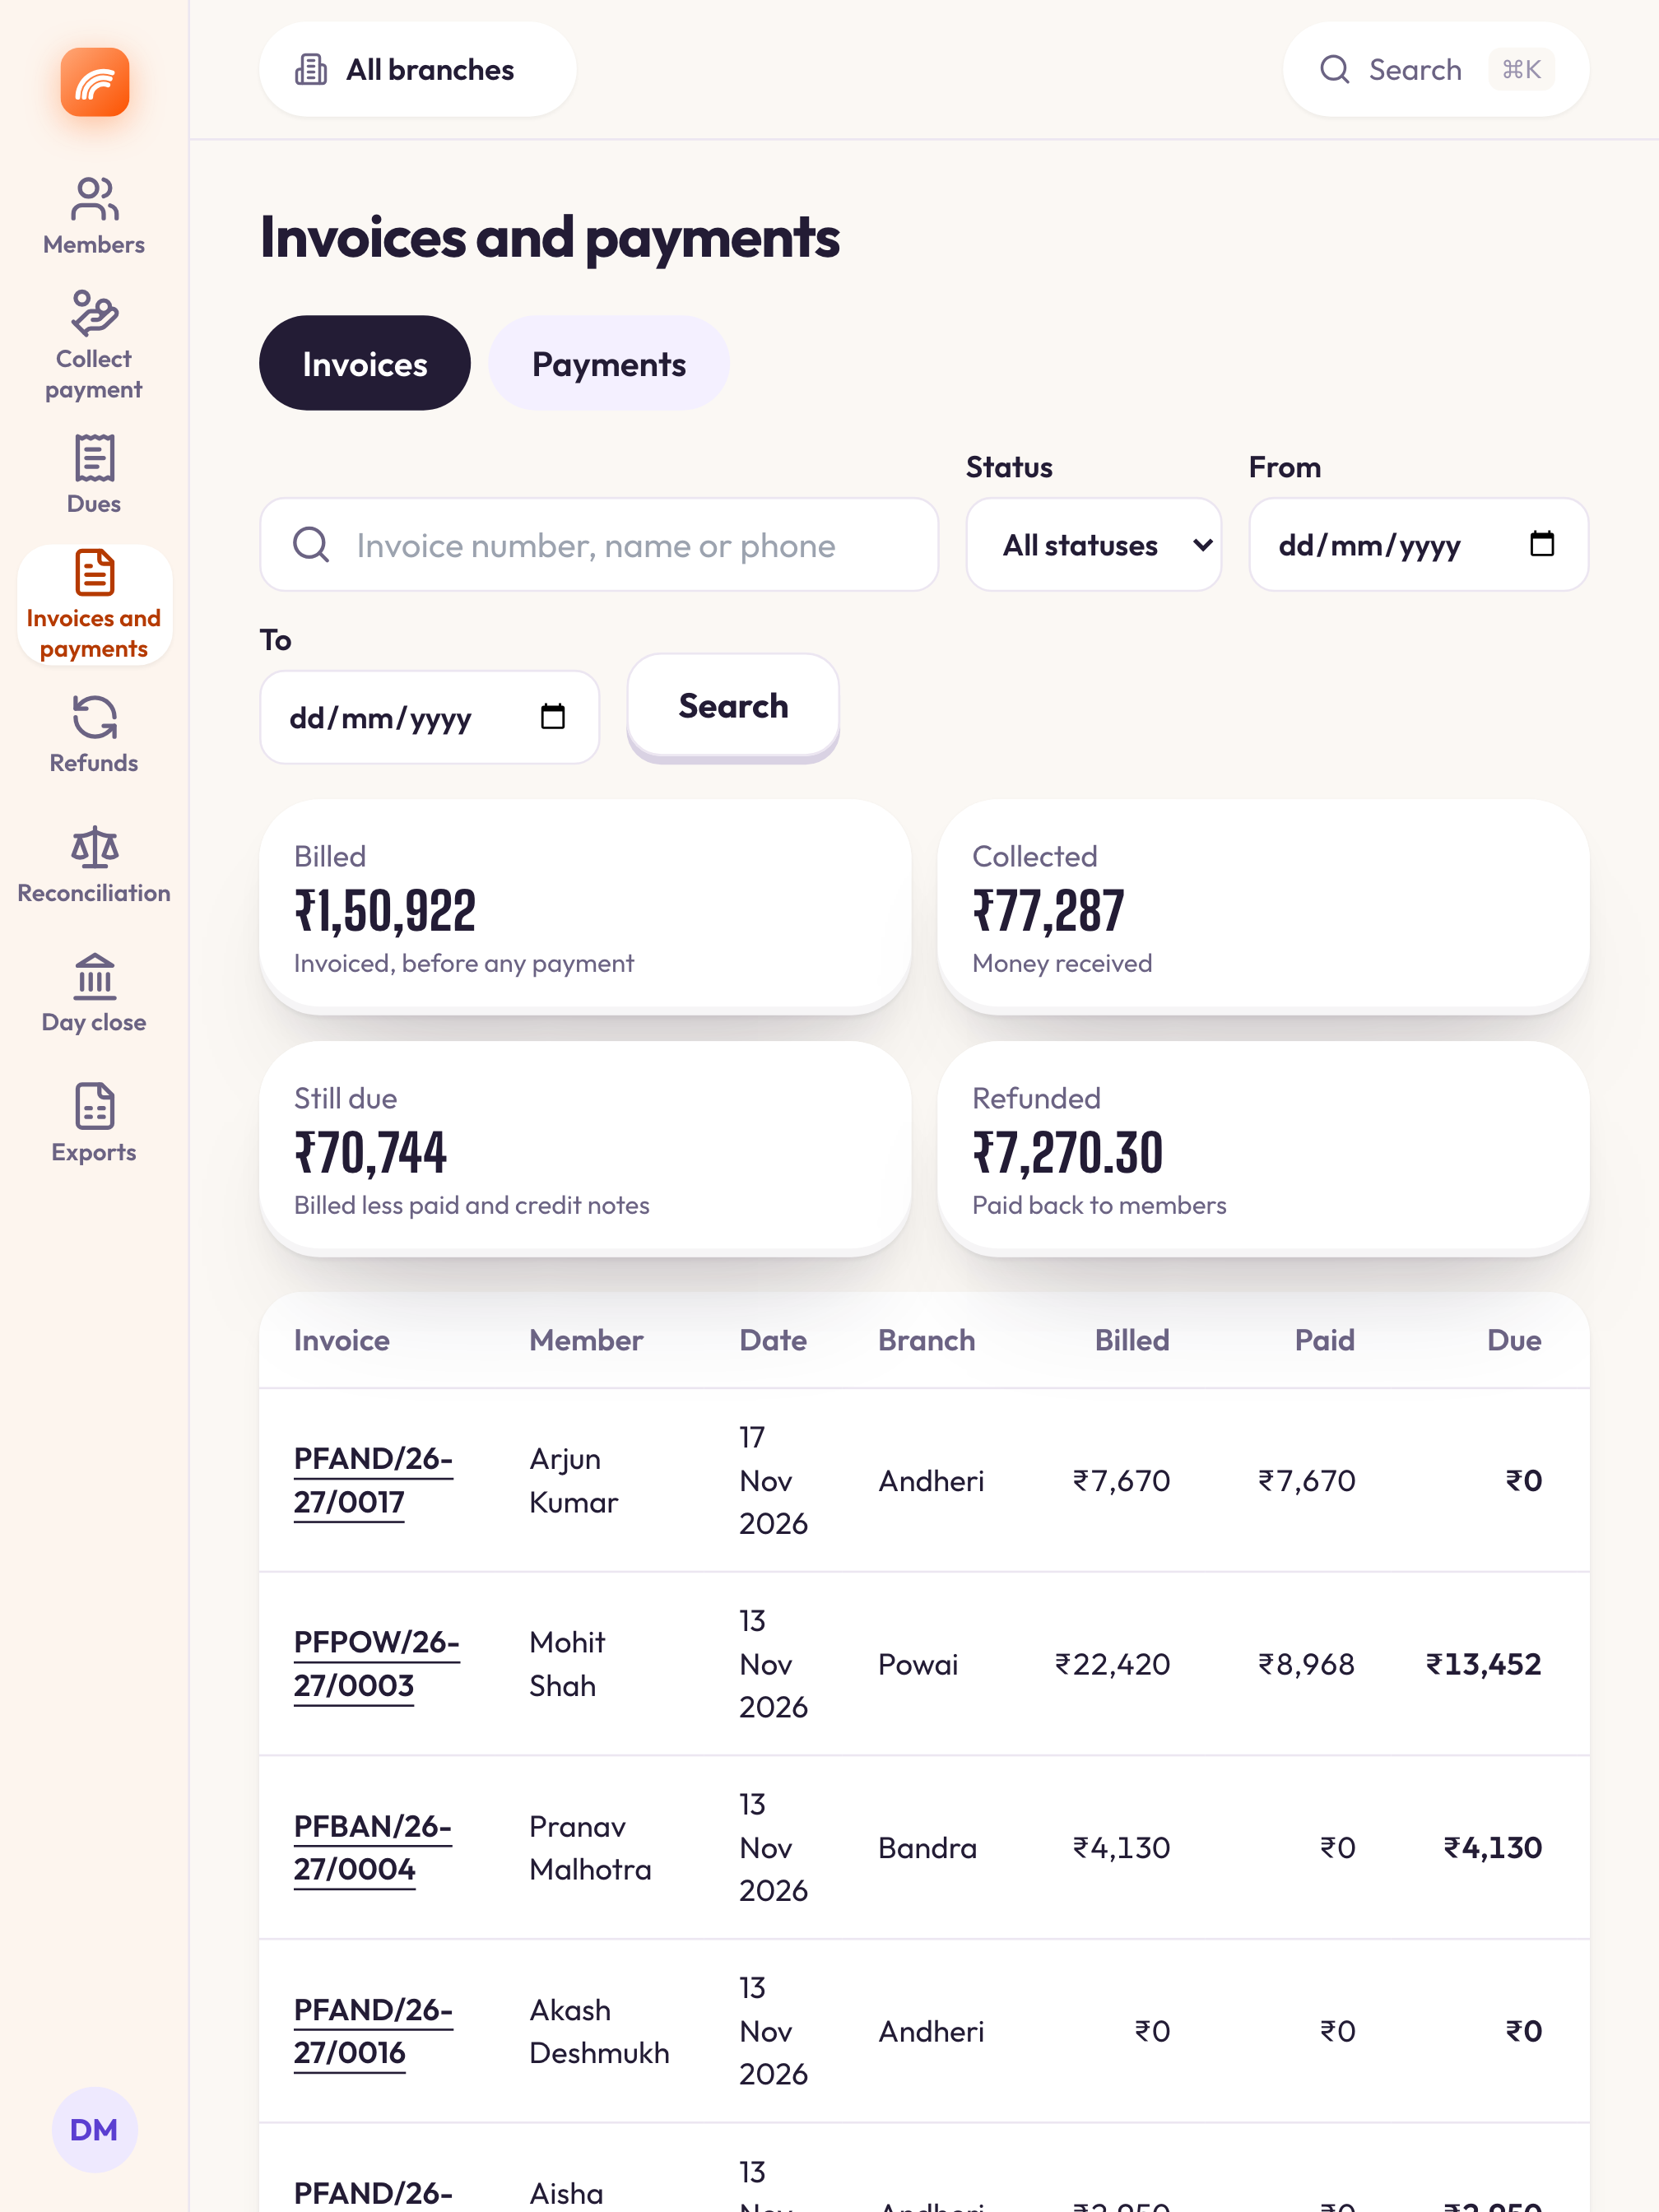 All branches
Search ⌘K
Members
Collect
payment
Dues
Invoices and
payments
Refunds
Reconciliation
Day close
Exports
DM
Invoices and payments
Invoices Payments
Status From
Invoice number, name or phone All statuses dd/mm/yyyy
To
dd/mm/yyyy Search
Billed
₹1,50,922
Invoiced, before any payment
Collected
₹77,287
Money received
Still due
₹70,744
Billed less paid and credit notes
Refunded
₹7,270.30
Paid back to members
Invoice Member Date Branch Billed Paid Due
PFAND/26-
27/0017
Arjun
Kumar
17
Nov
2026
Andheri ₹7,670 ₹7,670 ₹0
PFPOW/26-
27/0003
Mohit
Shah
13
Nov
2026
Powai ₹22,420 ₹8,968 ₹13,452
PFBAN/26-
27/0004
Pranav
Malhotra
13
Nov
2026
Bandra ₹4,130 ₹0 ₹4,130
PFAND/26-
27/0016
Akash
Deshmukh
13
Nov
2026
Andheri ₹0 ₹0 ₹0
PFAND/26-
Aisha
13